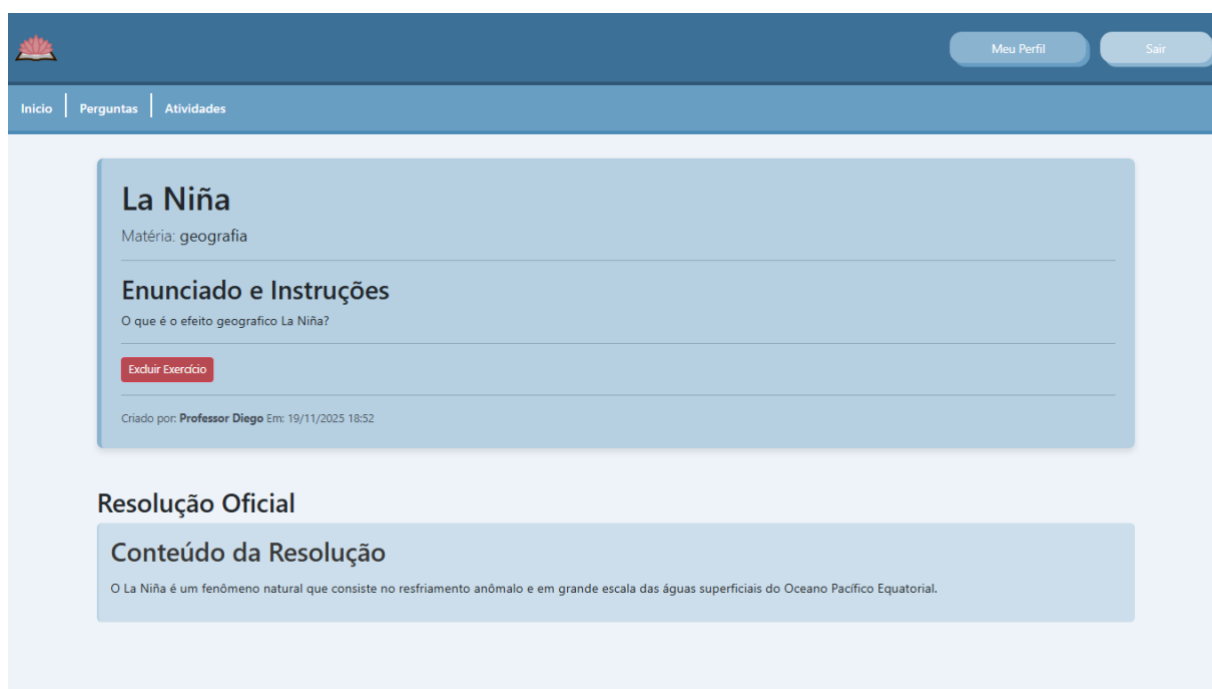 Meu Perfil
Sair
Inicio
Perguntas
Atividades
La Niña
Matéria: geografia
Enunciado e Instruções
O que é o efeito geografico La Niña?
Excluir Exercício
Criado por: Professor Diego Em: 19/11/2025 18:52
Resolução Oficial
Conteúdo da Resolução
O La Niña é um fenômeno natural que consiste no resfriamento anômalo e em grande escala das águas superficiais do Oceano Pacífico Equatorial.